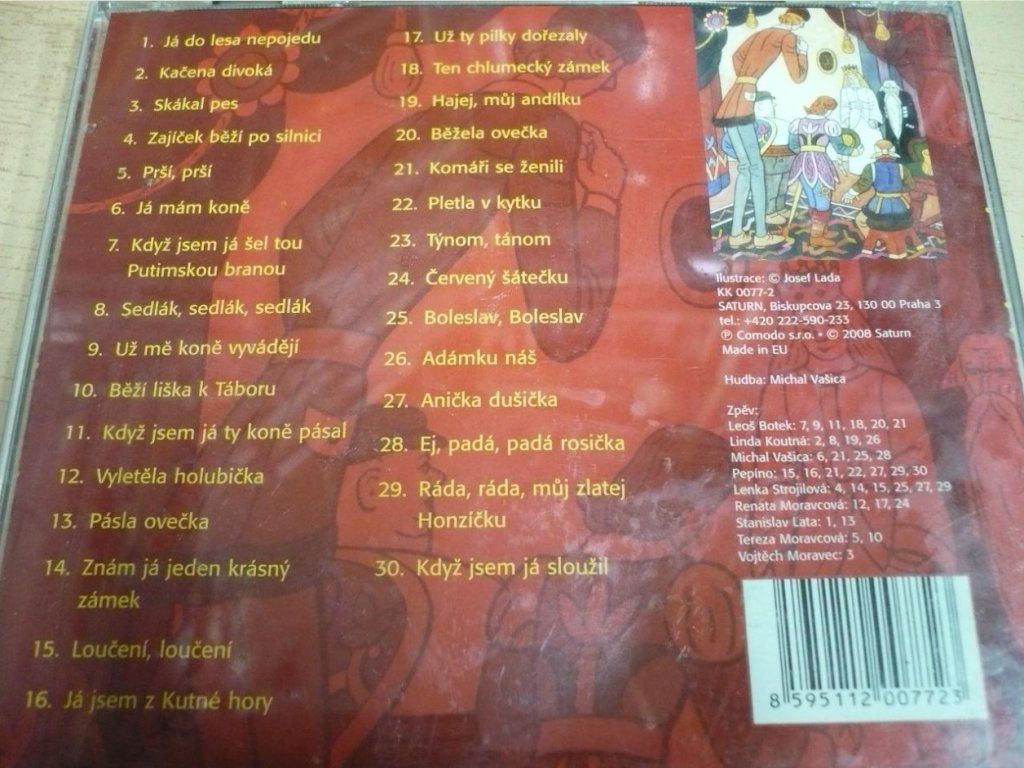 1. Já do lesa nepojedu
2. Kačena divoká
3. Skákal pes
4. Zajíček běží po silnici
5. Prší, prší
6. Já mám koně
7. Když jsem já šel tou
Putimskou branou
8. Sedlák, sedlák, sedlák
9. Už mě koně vyvádějí
10. Běží liška k Táboru
11. Když jsem já ty koně pásal
12. Vyletěla holubička
13. Pásla ovečka
14. Znám já jeden krásný
zámek
15. Loučení, loučení
16. Já jsem z Kutné hory
17. Už ty pilky dořezaly
18. Ten chlumecký zámek
19. Hajej, můj andílku
20. Běžela ovečka
21. Komáři se ženili
22. Pletla v kytku
23. Týnom, tánom
24. Červený šátečku
25. Boleslav, Boleslav
26. Adámku náš
27. Anička dušička
28. Ej, padá, padá rosička
29. Ráda, ráda, můj zlatej
Honzíčku
30. Když jsem já sloužil
Ilustrace: © Josef Lada
KK 0077-2
SATURN, Biskupcova 23, 130 00 Praha 3
tel.: +420 222-590-233
℗ Comodo s.r.o. • © 2008 Saturn
Made in EU
Hudba: Michal Vašica
Zpěv:
Leoš Botek: 7, 9, 11, 18, 20, 21
Linda Koutná: 2, 8, 19, 26
Michal Vašica: 6, 21, 25, 28
Pepíno: 15, 16, 21, 22, 27, 29, 30
Lenka Strojilová: 4, 14, 15, 25, 27, 29
Renáta Moravcová: 12, 17, 24
Stanislav Lata: 1, 13
Tereza Moravcová: 5, 10
Vojtěch Moravec: 3
8 595112 007723